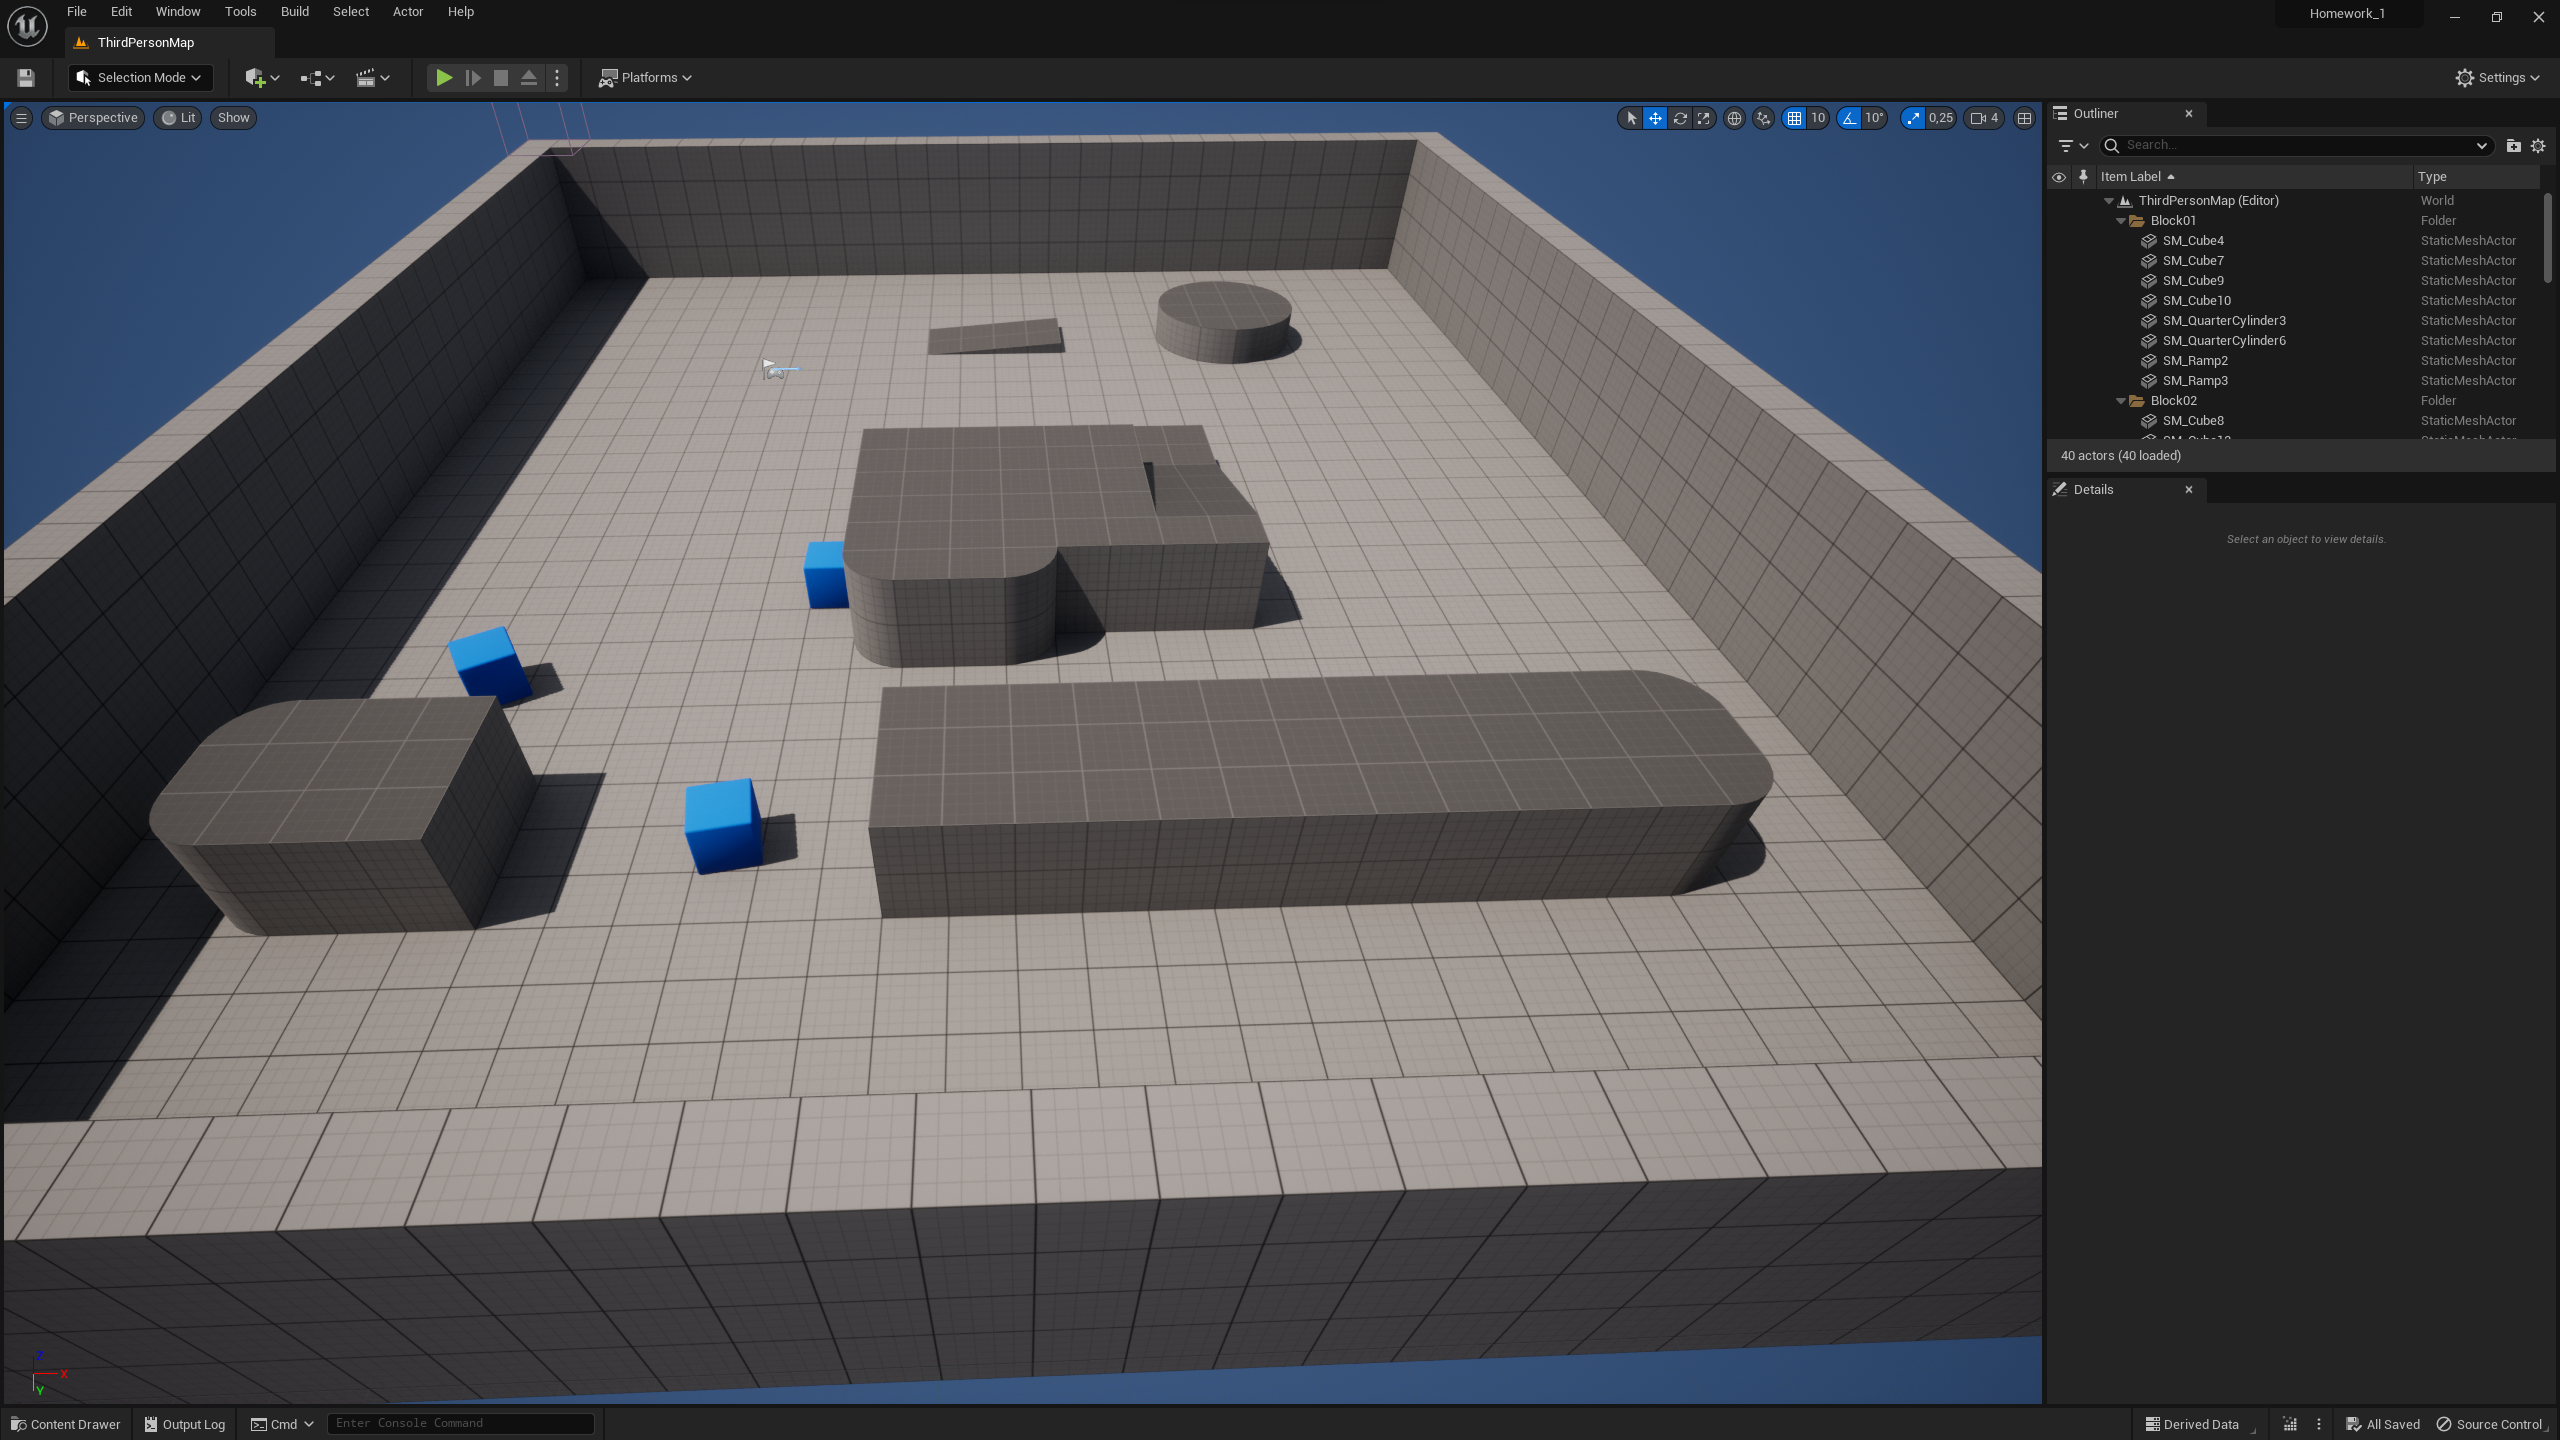 File Edit Window Tools Build Select Actor Help
Homework_1
ThirdPersonMap
Selection Mode
Platforms
Settings
Perspective Lit Show
10 10° 0,25 4
Outliner
Search...
Item Label Type
ThirdPersonMap (Editor) World
Block01 Folder
SM_Cube4 StaticMeshActor
SM_Cube7 StaticMeshActor
SM_Cube9 StaticMeshActor
SM_Cube10 StaticMeshActor
SM_QuarterCylinder3 StaticMeshActor
SM_QuarterCylinder6 StaticMeshActor
SM_Ramp2 StaticMeshActor
SM_Ramp3 StaticMeshActor
Block02 Folder
SM_Cube8 StaticMeshActor
40 actors (40 loaded)
Details
Select an object to view details.
Z
X
Y
Content Drawer Output Log Cmd Enter Console Command Derived Data All Saved Source Control